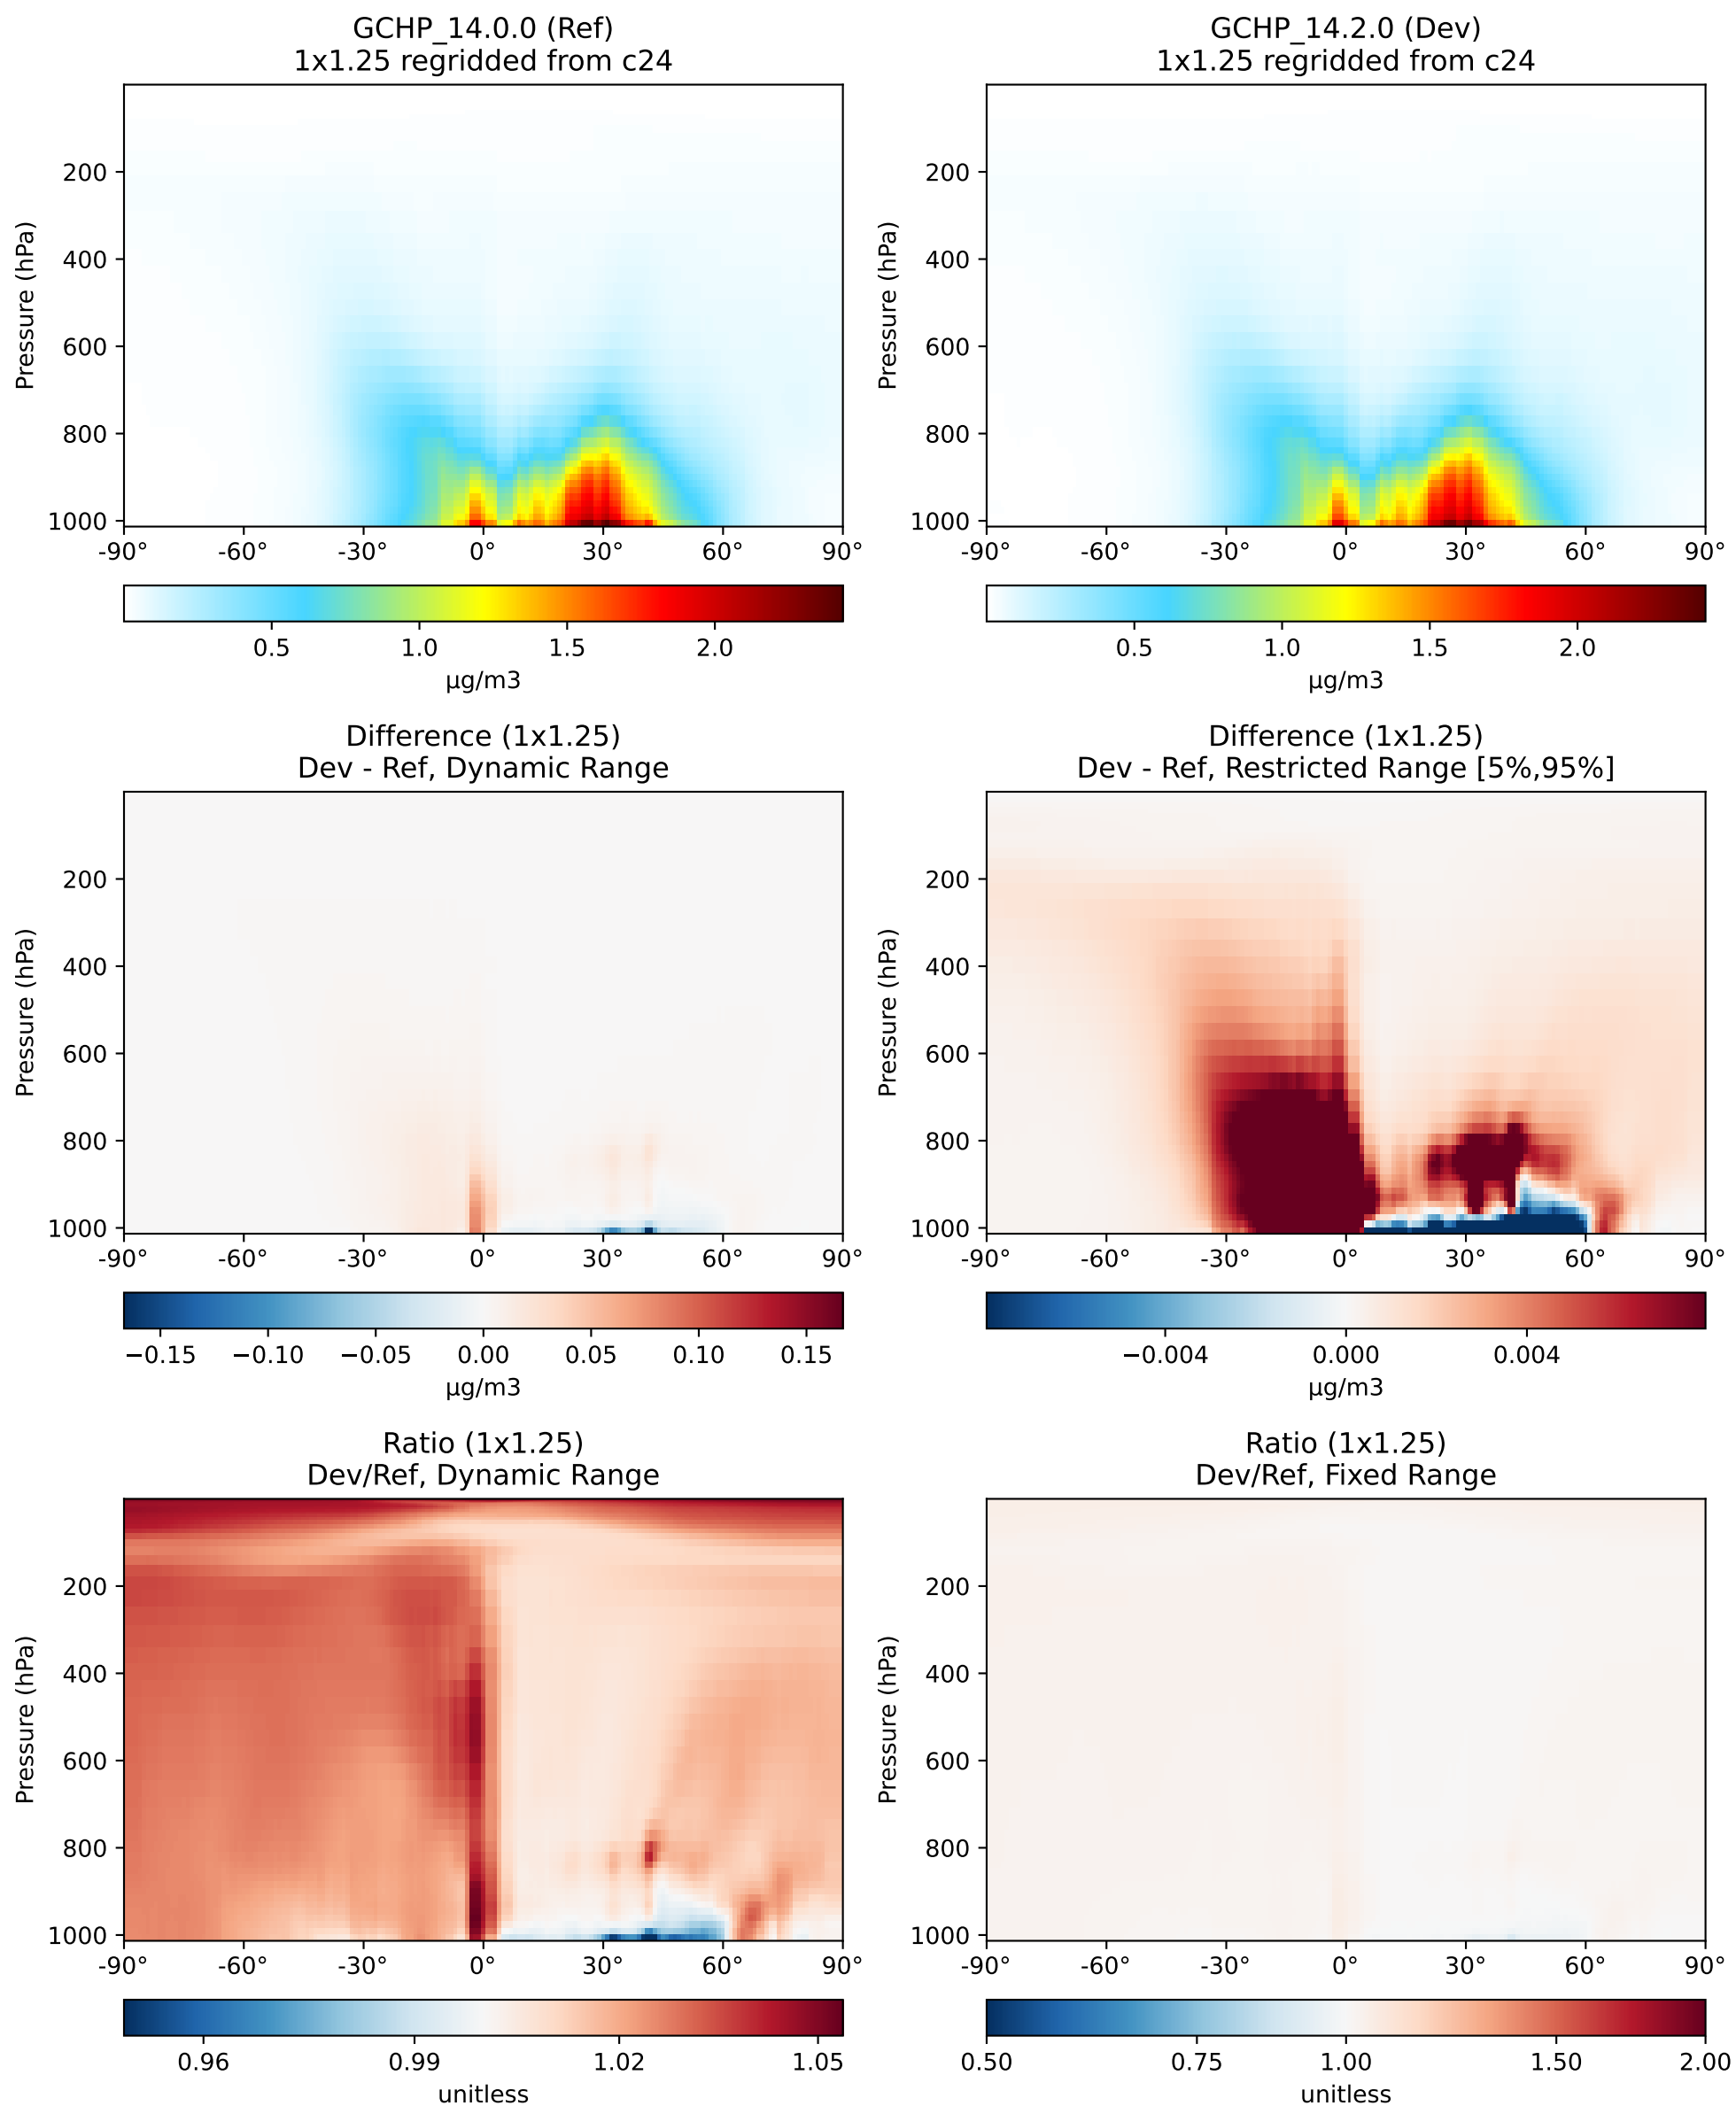 GCHP_14.0.0 (Ref)
1x1.25 regridded from c24
GCHP_14.2.0 (Dev)
1x1.25 regridded from c24
Pressure (hPa)
200
400
600
800
1000
-90° -60° -30° 0° 30° 60° 90°
0.5 1.0 1.5 2.0
µg/m3
Pressure (hPa)
200
400
600
800
1000
-90° -60° -30° 0° 30° 60° 90°
0.5 1.0 1.5 2.0
µg/m3
Difference (1x1.25)
Dev - Ref, Dynamic Range
Pressure (hPa)
200
400
600
800
1000
-90° -60° -30° 0° 30° 60° 90°
−0.15 −0.10 −0.05 0.00 0.05 0.10 0.15
µg/m3
Difference (1x1.25)
Dev - Ref, Restricted Range [5%,95%]
Pressure (hPa)
200
400
600
800
1000
-90° -60° -30° 0° 30° 60° 90°
−0.004 0.000 0.004
µg/m3
Ratio (1x1.25)
Dev/Ref, Dynamic Range
Pressure (hPa)
200
400
600
800
1000
-90° -60° -30° 0° 30° 60° 90°
0.96 0.99 1.02 1.05
unitless
Ratio (1x1.25)
Dev/Ref, Fixed Range
Pressure (hPa)
200
400
600
800
1000
-90° -60° -30° 0° 30° 60° 90°
0.50 0.75 1.00 1.50 2.00
unitless